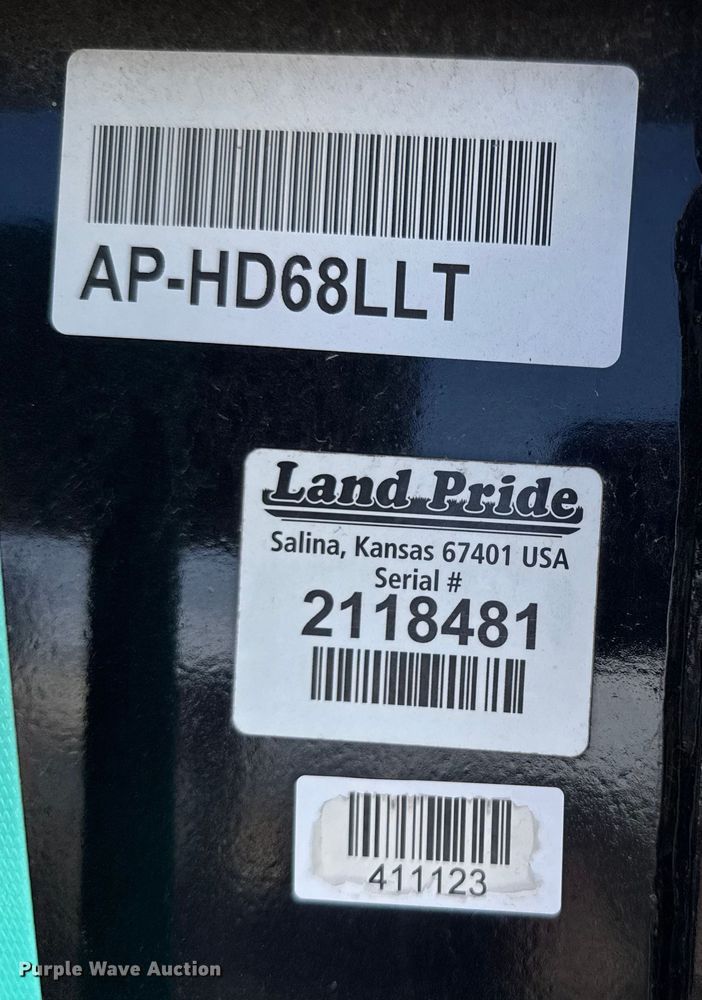 AP-HD68LLT
Land Pride
Salina, Kansas 67401 USA
Serial #
2118481
411123
Purple Wave Auction